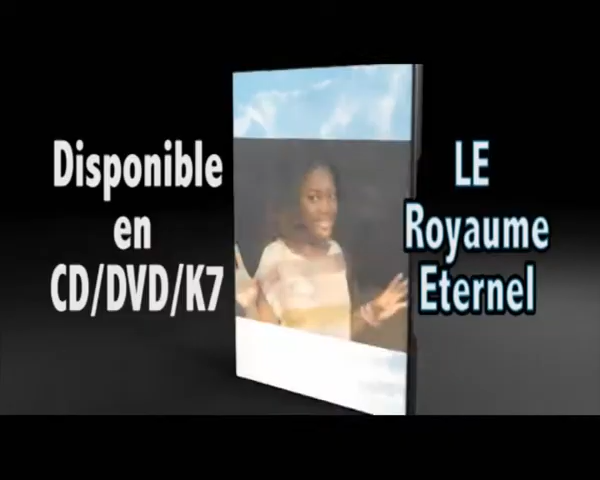 Disponible
en
CD/DVD/K7
LE
Royaume
Eternel